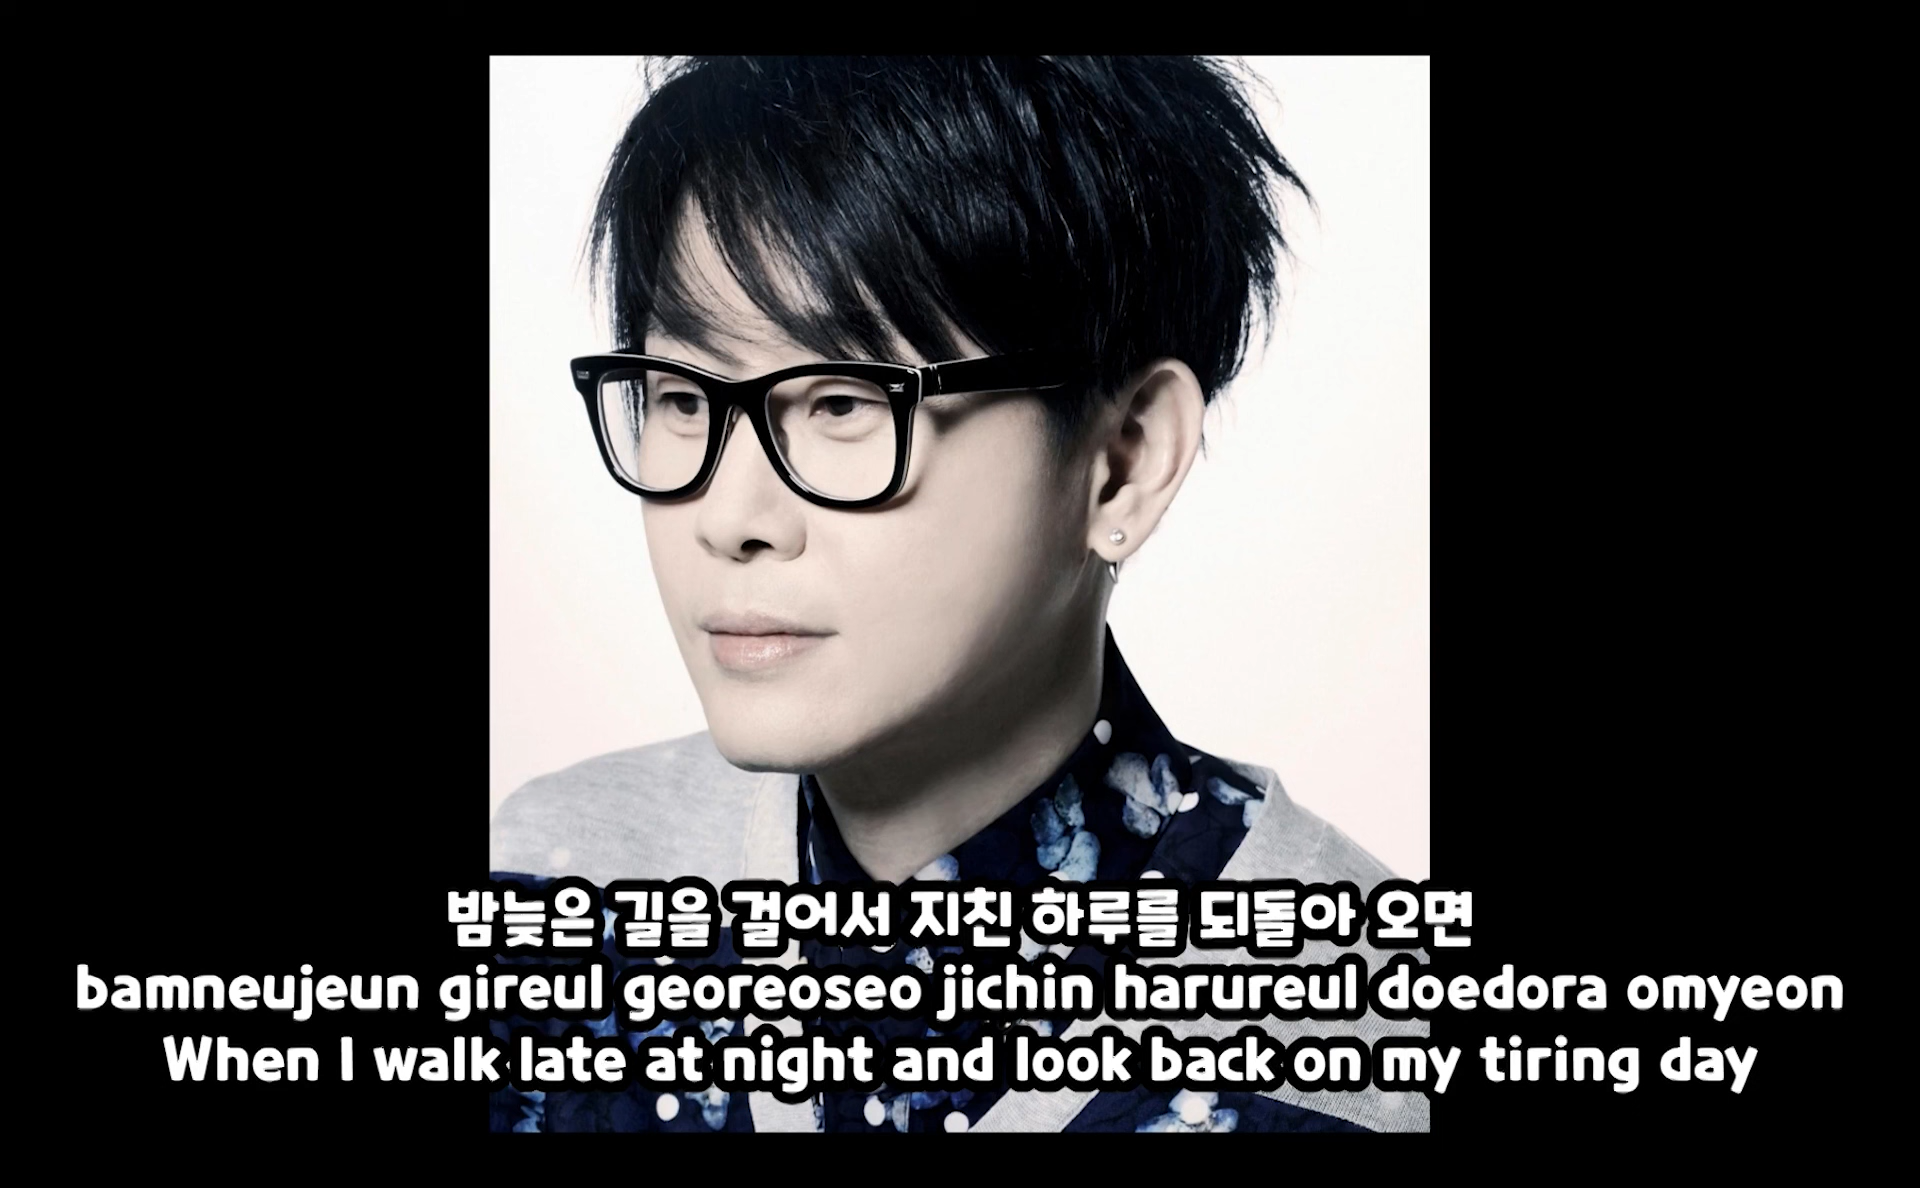 밤늦은 길을 걸어서 지친 하루를 되돌아 오면
bamneujeun gireul georeoseo jichin harureul doedora omyeon
When I walk late at night and look back on my tiring day